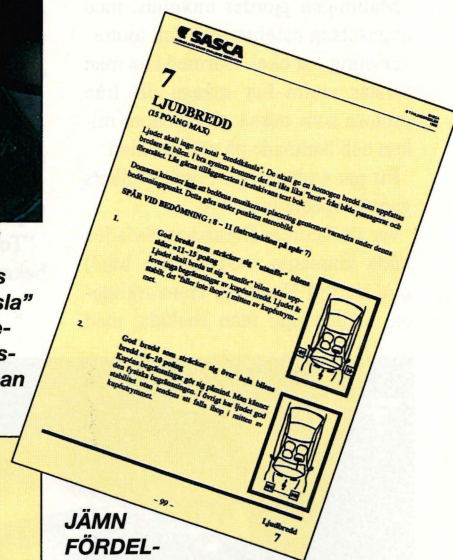 SASCA
7
LJUDBREDD
(15 POÄNG MAX)
Ljudet skall inge en total "breddkänsla". De skall ge en homogen bredd som uppfattas
bredare än bilen. I bra system kommer det att låta lika "brett" från både passagerar och
förarsätet. Läs gärna tilläggstexten i testskivans text bok.
Domarna kommer inte att bedöma musikernas placering gentemot varandra under denna
bedömningspunkt. Detta görs under punkten stereobild.
SPÅR VID BEDÖMNING : 8 – 11 (Introduktion på spår 7)
1.
God bredd som sträcker sig "utanför" bilens
sidor =11–15 poäng
Ljudet skall breda ut sig "utanför" bilen. Man upp-
lever inga begränsningar av kupéns bredd. Ljudet är
stabilt, det "faller inte ihop" i mitten av kupéutrym-
met.
2.
God bredd som sträcker sig över hela bilens
bredd = 6–10 poäng
Kupéns begränsningar gör sig påmind. Man känner
den fysiska begränsningen. I övrigt har ljudet god
stabilitet utan tendens att falla ihop i mitten av
kupéutrymmet.
– 99 –
Ljudbredd
7
s
sla"
e-
s-
an
JÄMN
FÖRDEL-